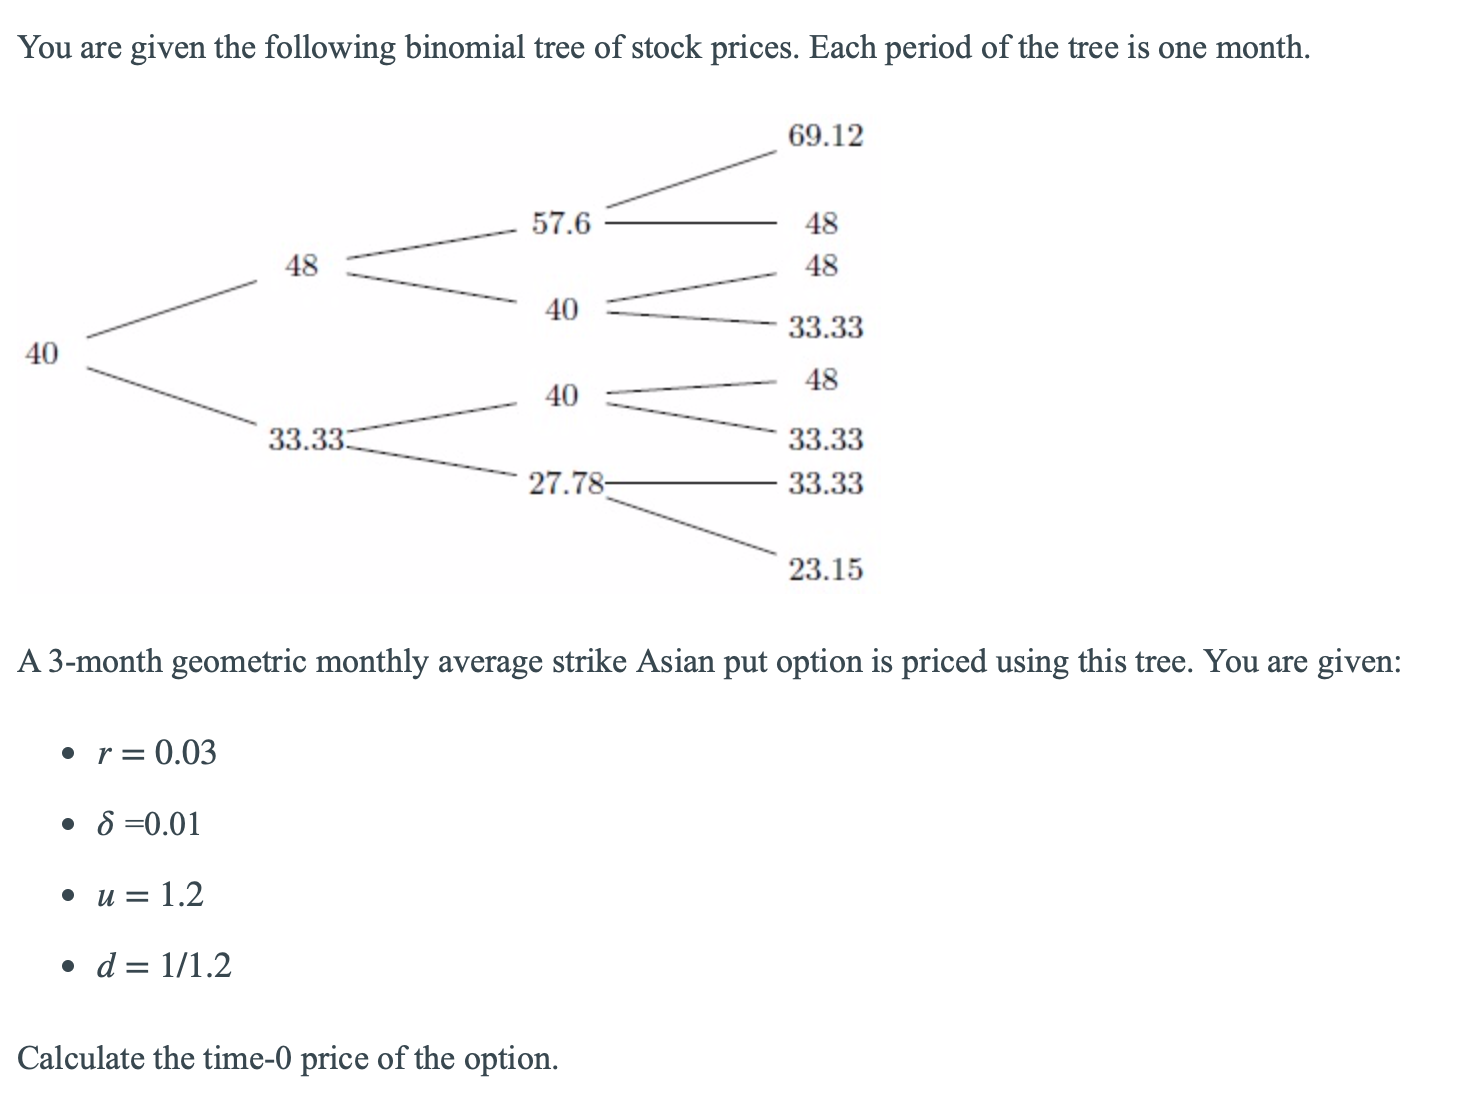 You are given the following binomial tree of stock prices. Each period of the tree is one month.
69.12
57.6
48
48
48
40
33.33
40
48
40
33.33
33.33
27.78
33.33
23.15
A 3-month geometric monthly average strike Asian put option is priced using this tree. You are given:
• r = 0.03
• δ =0.01
• u = 1.2
• d = 1/1.2
Calculate the time-0 price of the option.